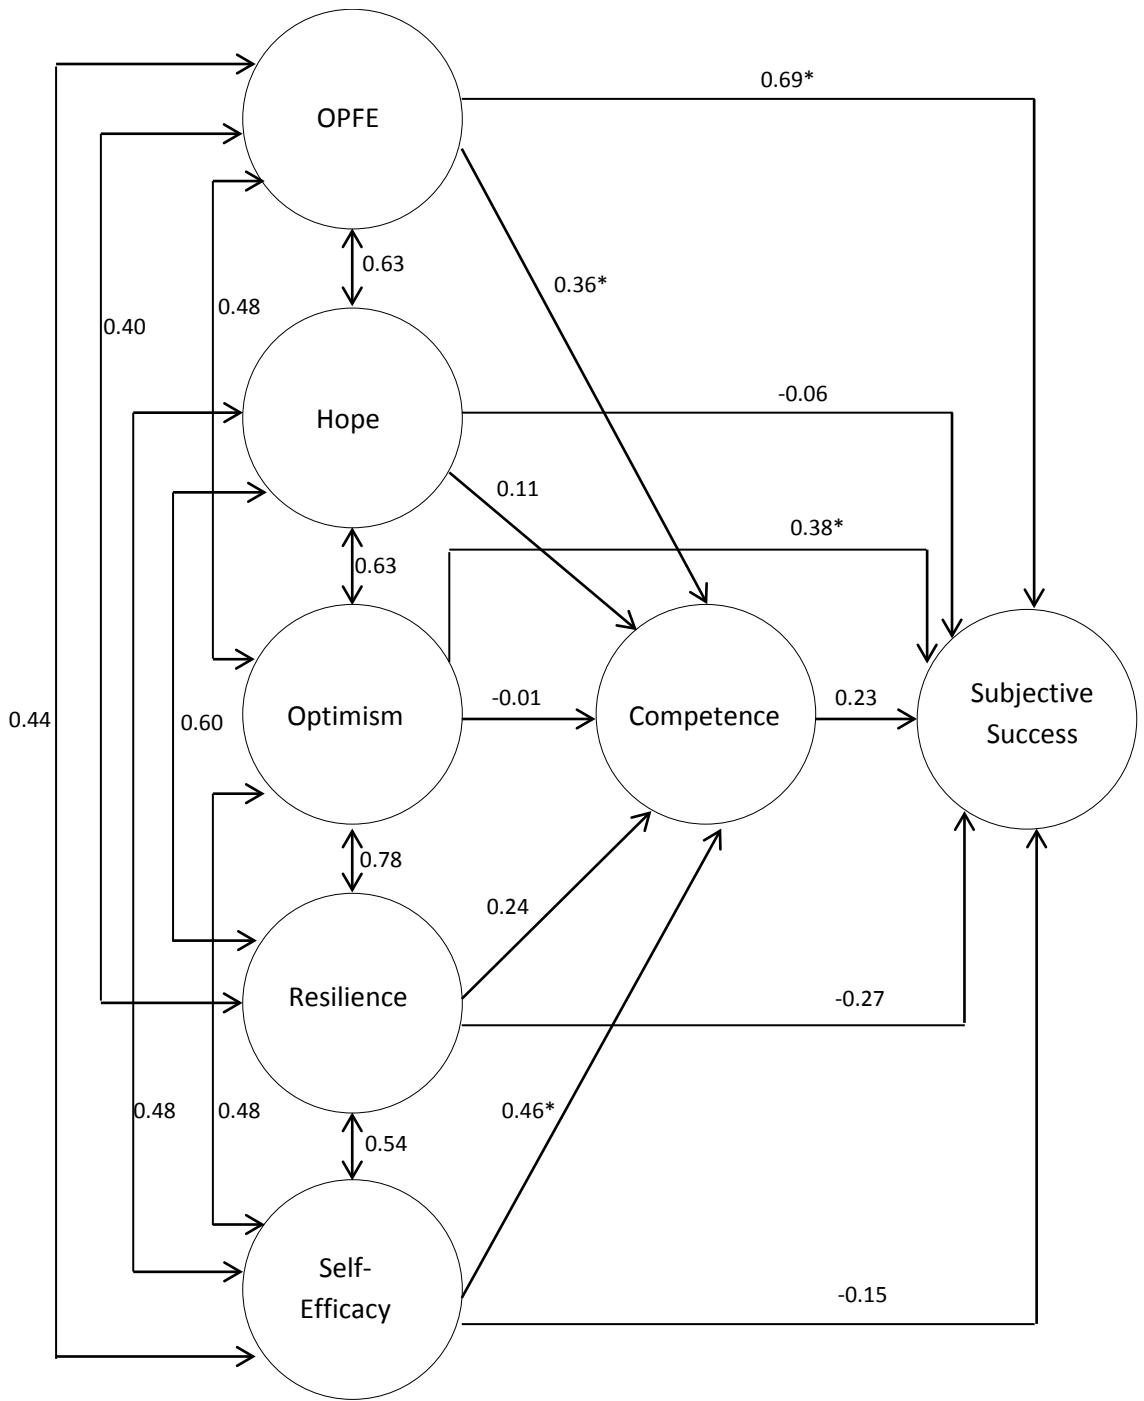 0.69*
OPFE
0.63
0.36*
0.48
0.40
-0.06
Hope
0.11
0.38*
0.63
-0.01
0.23
Optimism
Competence
Subjective
Success
0.44
0.60
0.78
0.24
Resilience
-0.27
0.48
0.48
0.46*
0.54
Self-
Efficacy
-0.15